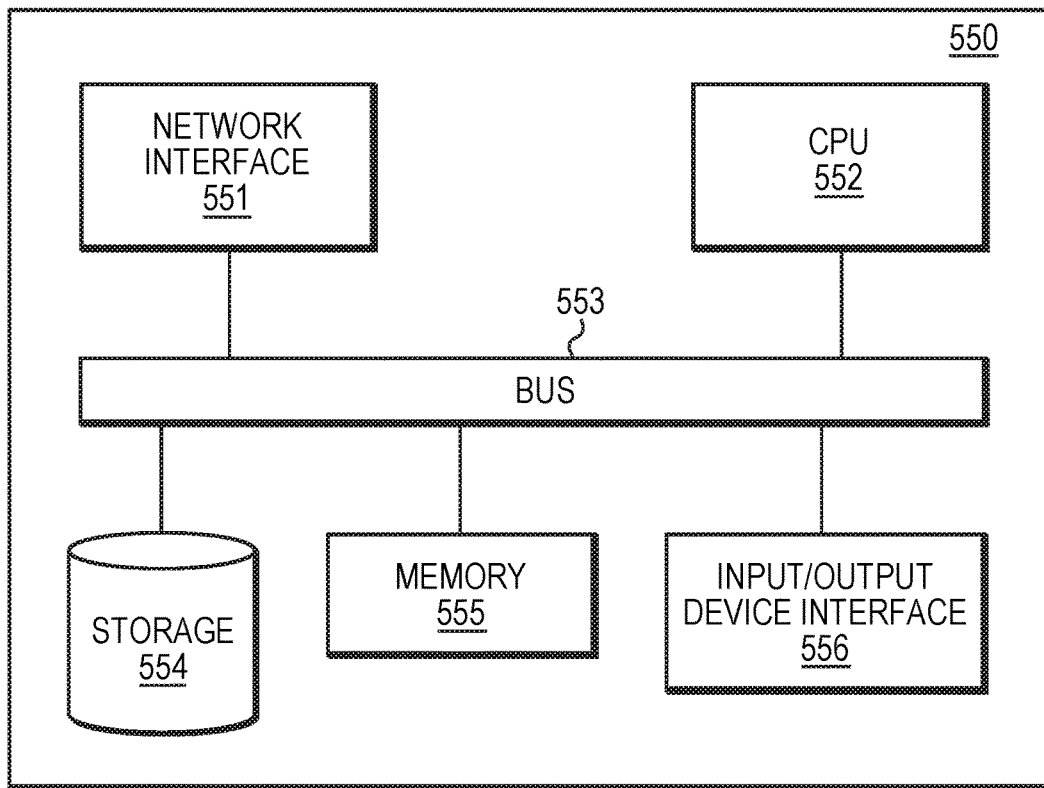 550
NETWORK
INTERFACE
551
CPU
552
553
BUS
STORAGE
554
MEMORY
555
INPUT/OUTPUT
DEVICE INTERFACE
556